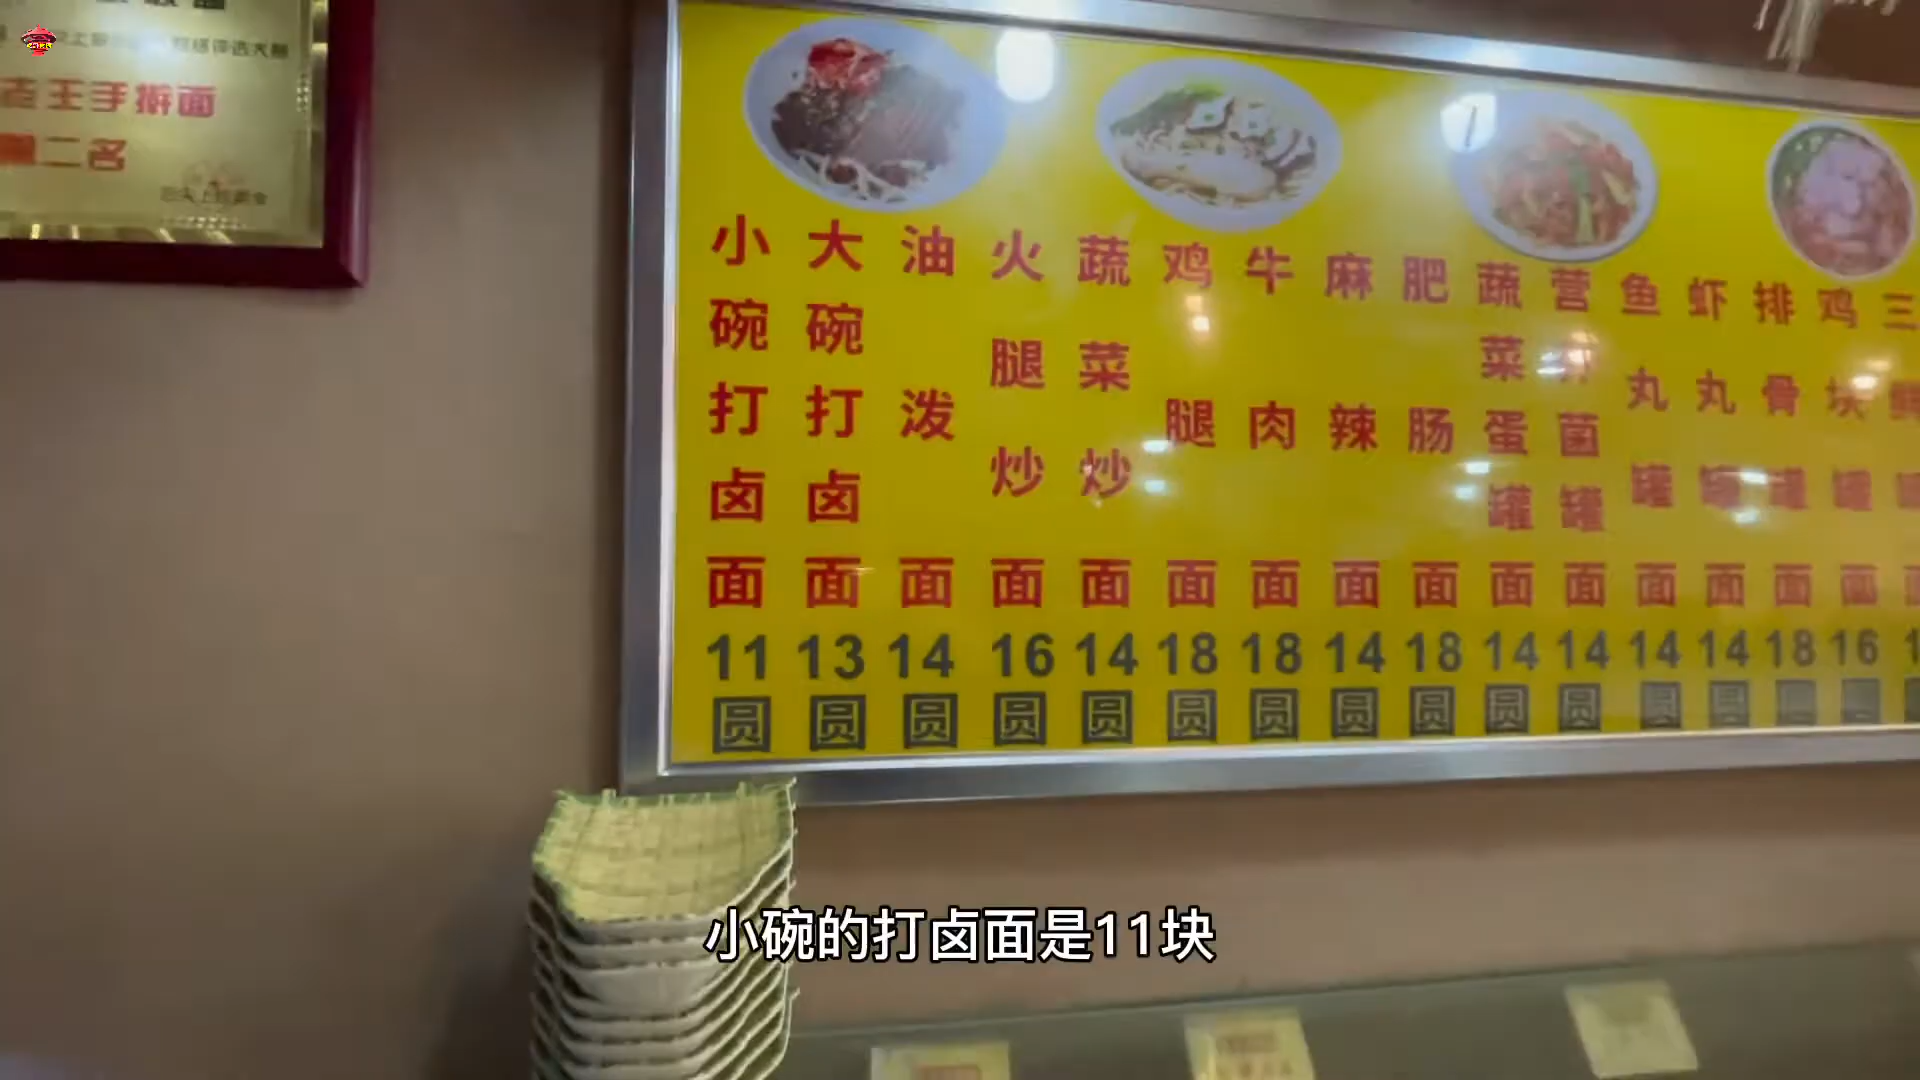 老王手擀面
第二名
小碗打卤面 11圆
大碗打卤面 13圆
油泼面 14圆
火腿炒面 16圆
蔬菜炒面 14圆
鸡腿面 18圆
牛肉面 18圆
麻辣面 14圆
肥肠面 18圆
蔬菜蛋罐面 14圆
营养菌罐面 14圆
鱼丸罐面 14圆
虾丸罐面 14圆
排骨罐面 18圆
鸡块罐面 16圆
三
小碗的打卤面是11块